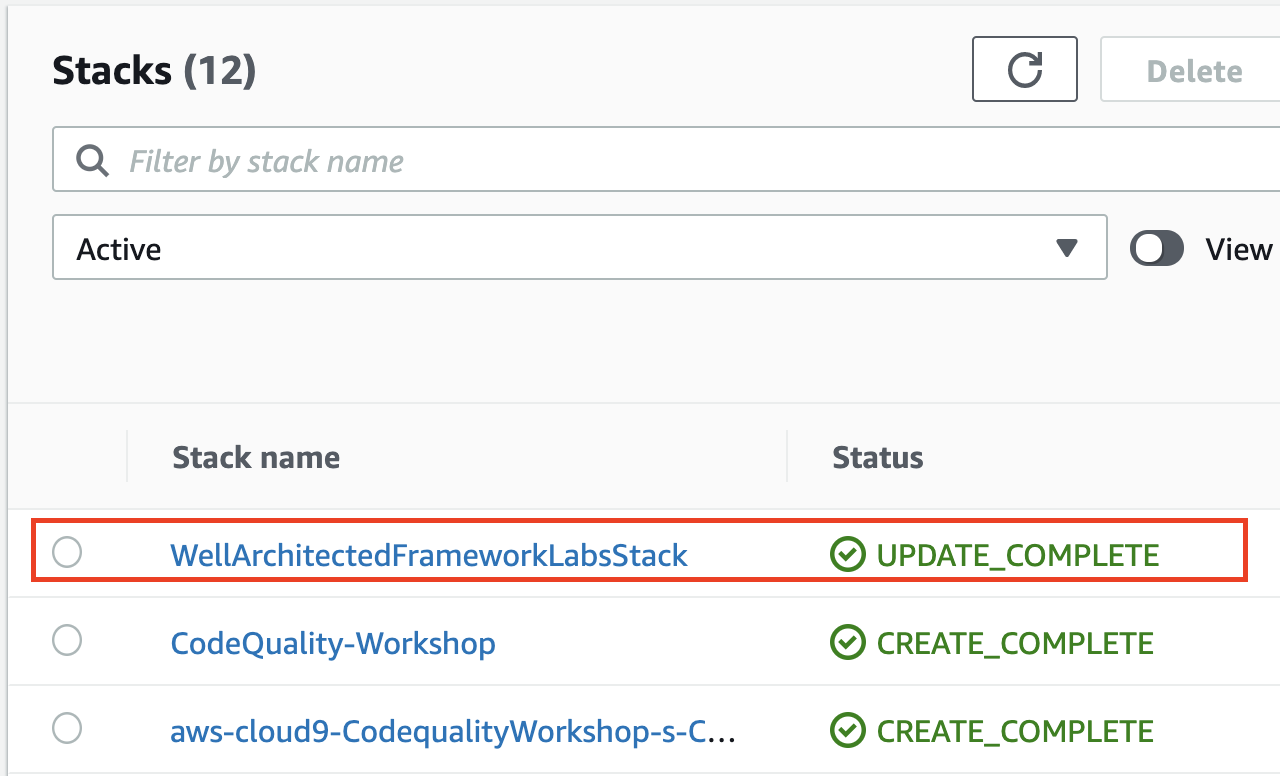 Stacks (12)
Delete
Filter by stack name
Active
View
Stack name Status
WellArchitectedFrameworkLabsStack UPDATE_COMPLETE
CodeQuality-Workshop CREATE_COMPLETE
aws-cloud9-CodequalityWorkshop-s-C... CREATE_COMPLETE